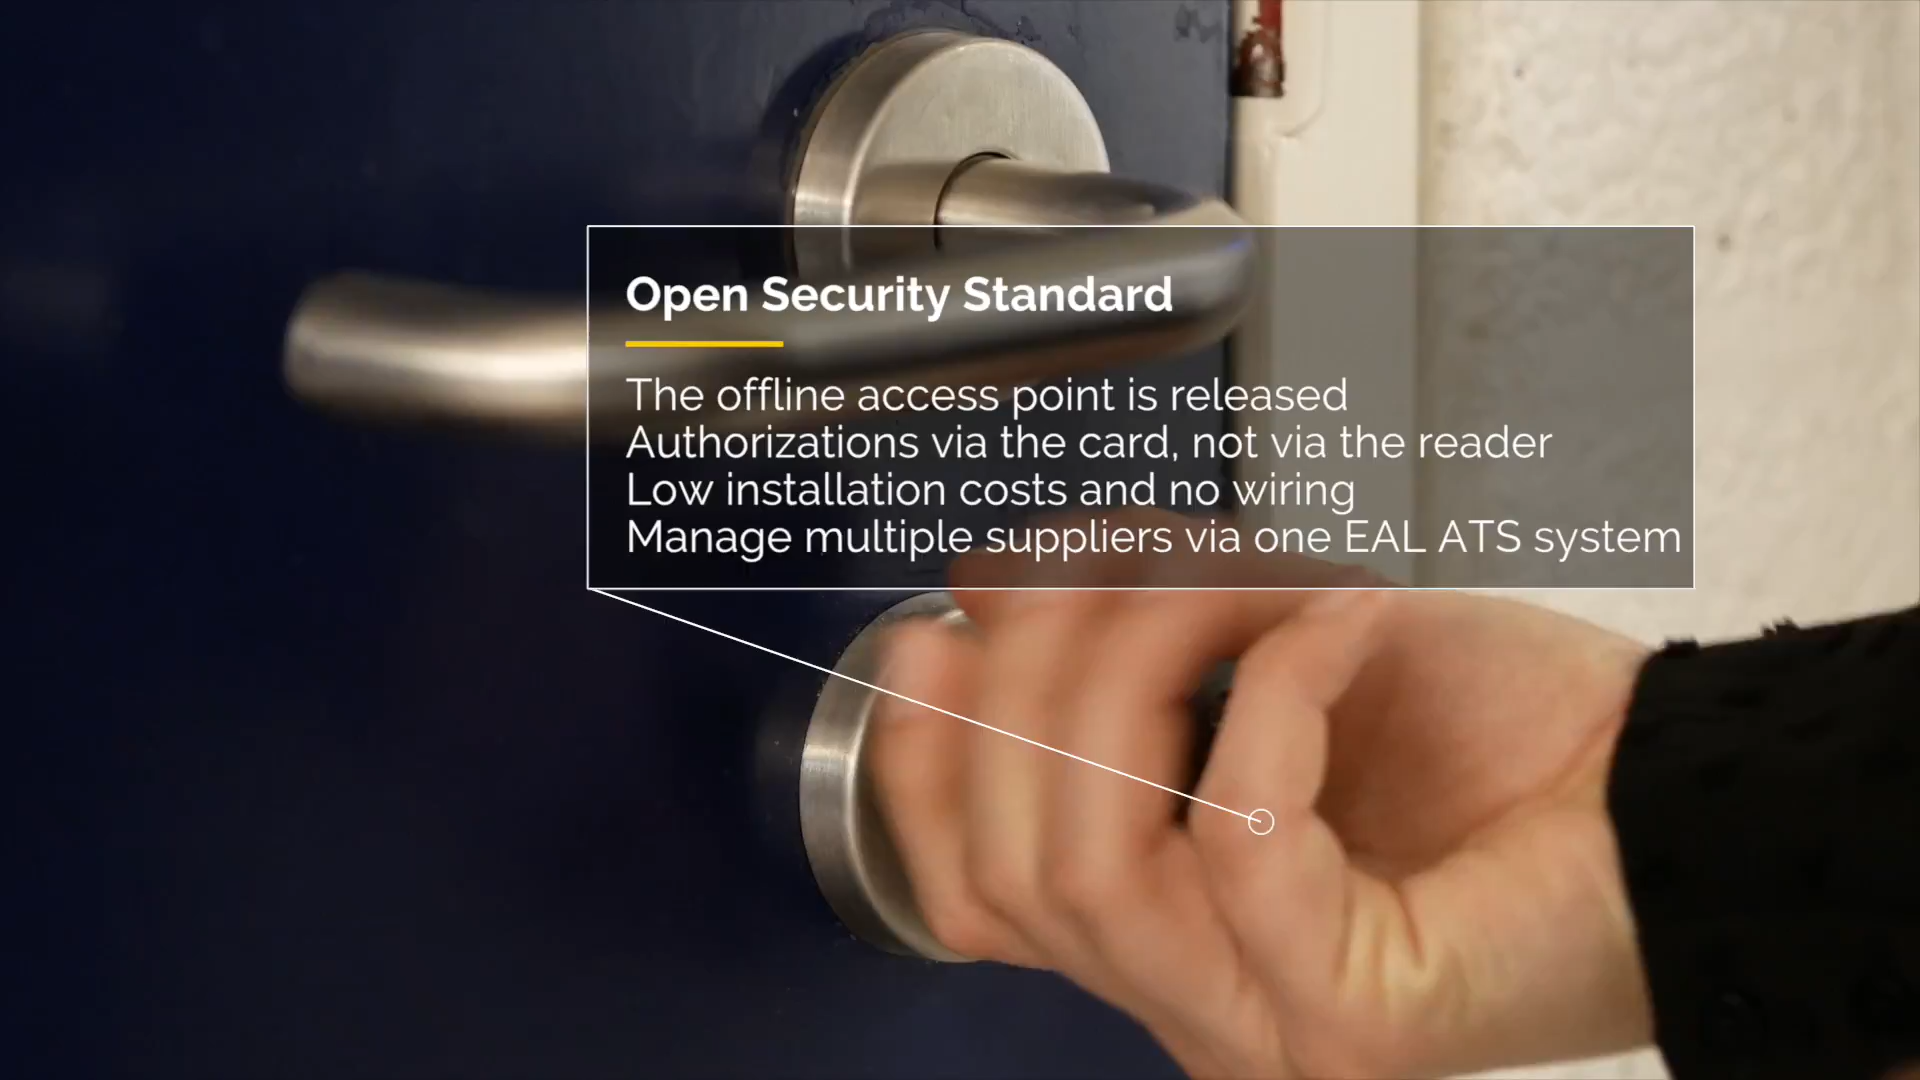 Open Security Standard
The offline access point is released
Authorizations via the card, not via the reader
Low installation costs and no wiring
Manage multiple suppliers via one EAL ATS system